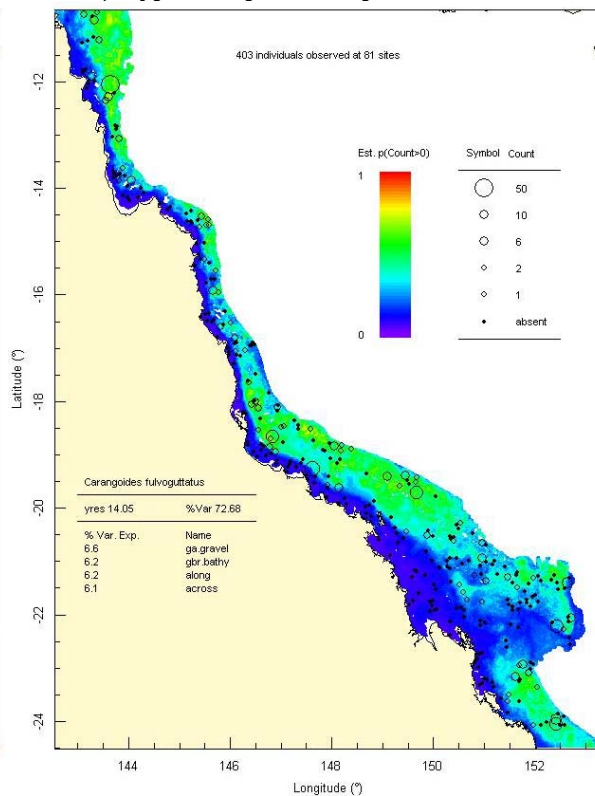 403 individuals observed at 81 sites
Est. p(Count>0)
1
0
Symbol Count
50
10
6
2
1
absent
-12
-14
-16
-18
-20
-22
-24
Latitude (°)
Carangoides fulvoguttatus
yres 14.05 %Var 72.68
% Var. Exp. Name
6.6 ga.gravel
6.2 gbr.bathy
6.2 along
6.1 across
144 146 148 150 152
Longitude (°)